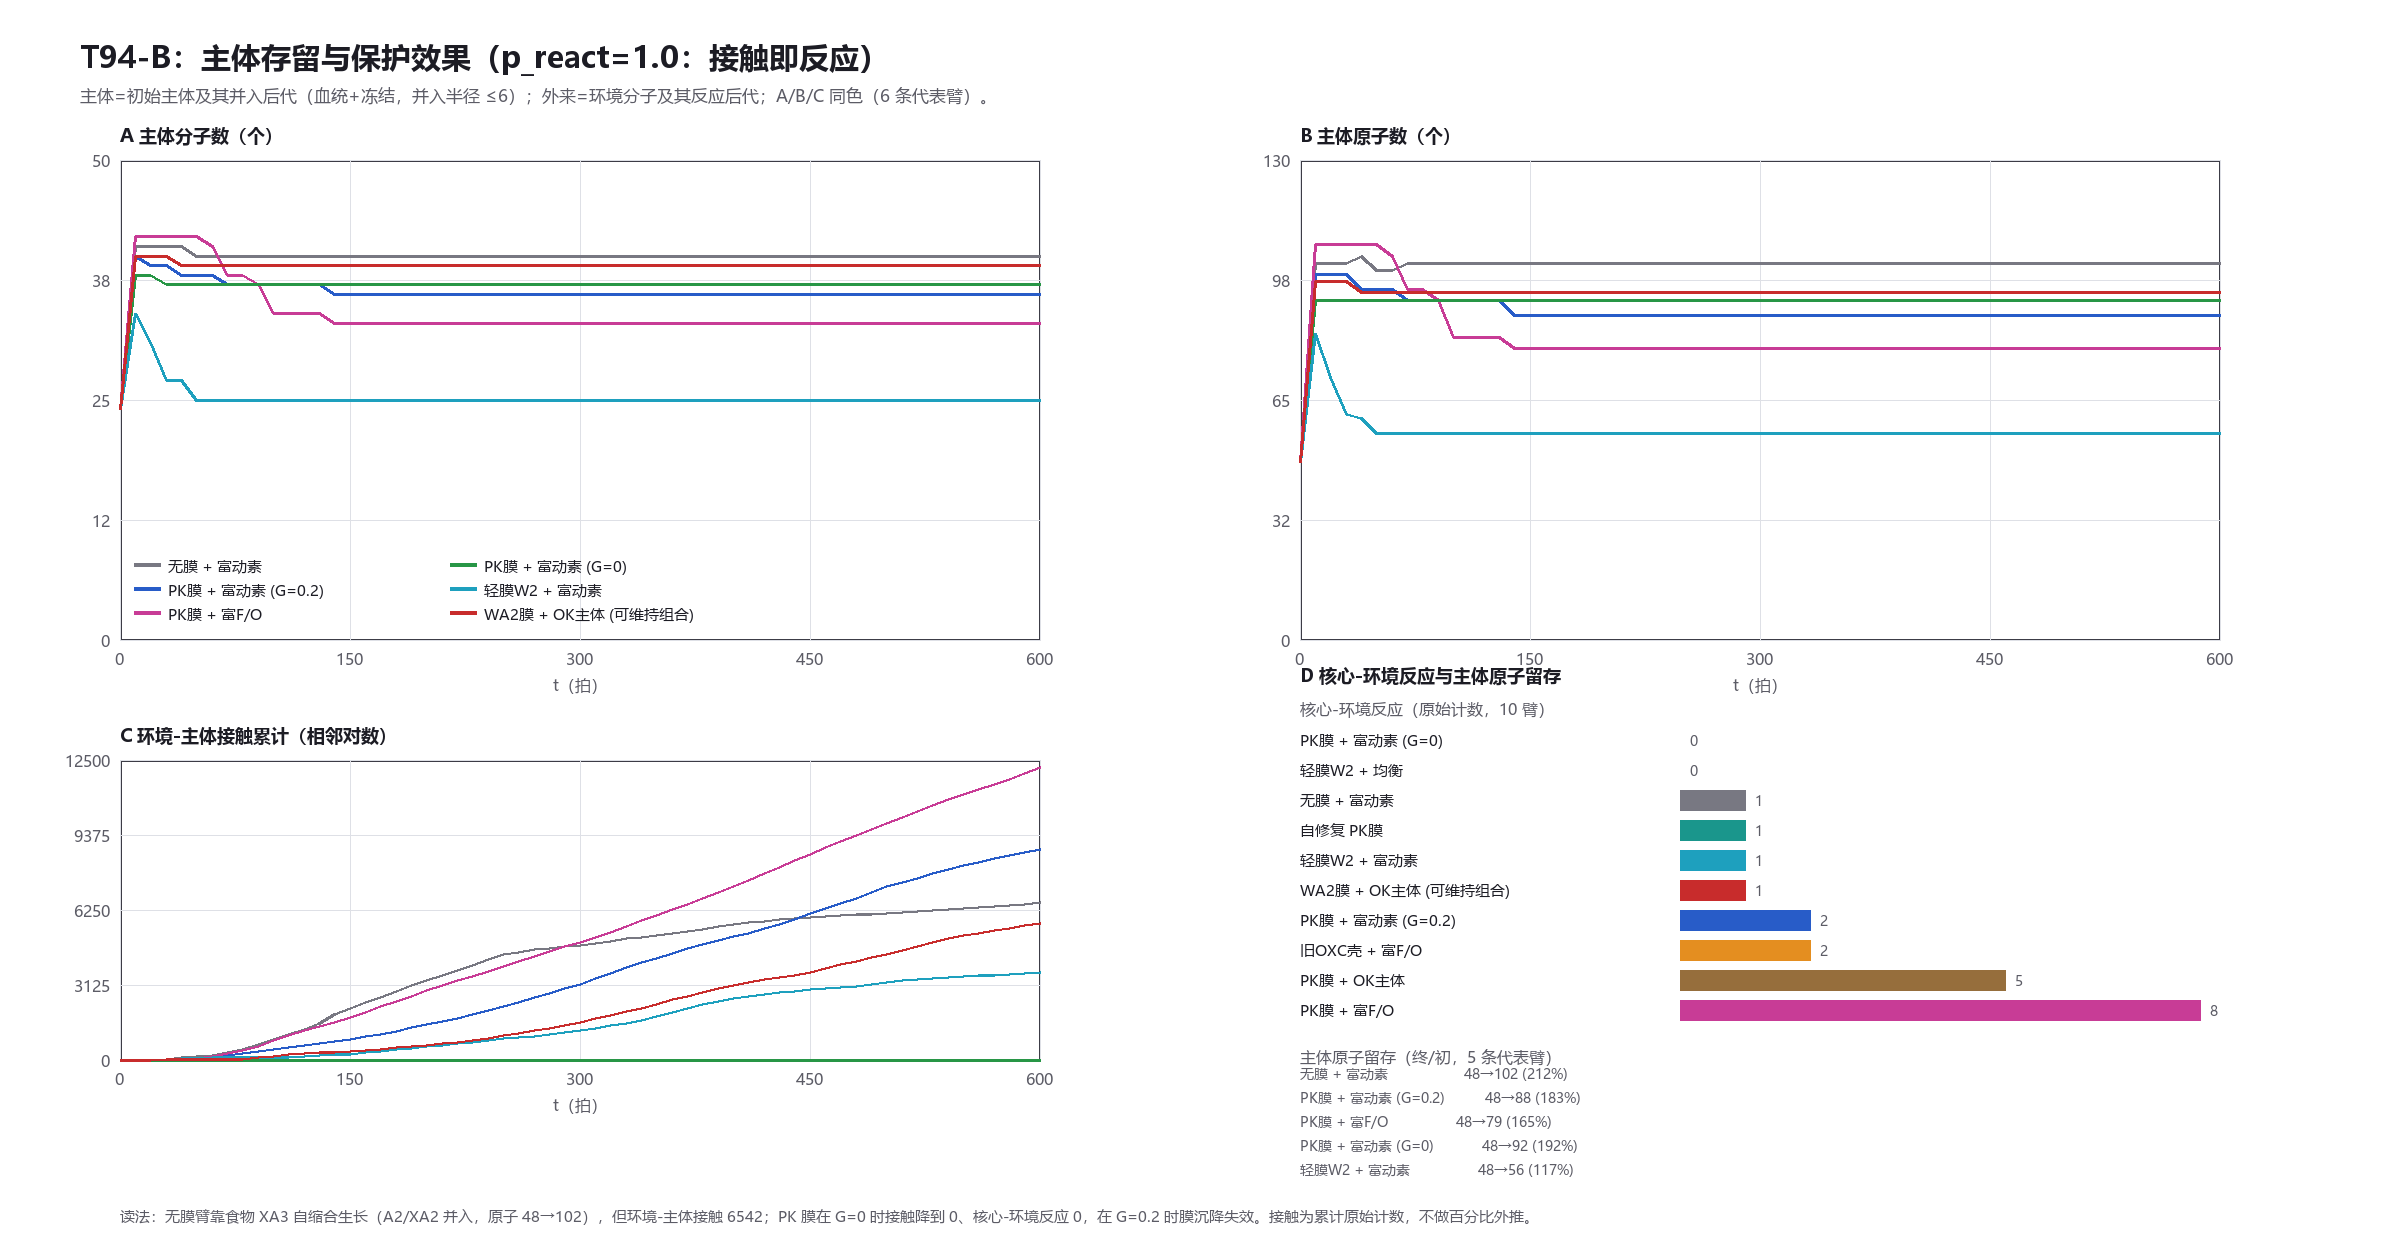 T94-B：主体存留与保护效果（p_react=1.0：接触即反应）
主体=初始主体及其并入后代（血统+冻结，并入半径 ≤6）；外来=环境分子及其反应后代；A/B/C 同色（6 条代表臂）。
A 主体分子数（个）
50
38
25
12
0
无膜 + 富动素
PK膜 + 富动素 (G=0.2)
PK膜 + 富F/O
PK膜 + 富动素 (G=0)
轻膜W2 + 富动素
WA2膜 + OK主体 (可维持组合)
0 150 300 450 600
t（拍）
B 主体原子数（个）
130
98
65
32
0
0 150 300 450 600
t（拍）
C 环境-主体接触累计（相邻对数）
12500
9375
6250
3125
0
0 150 300 450 600
t（拍）
D 核心-环境反应与主体原子留存
核心-环境反应（原始计数，10 臂）
PK膜 + 富动素 (G=0) 0
轻膜W2 + 均衡 0
无膜 + 富动素 1
自修复 PK膜 1
轻膜W2 + 富动素 1
WA2膜 + OK主体 (可维持组合) 1
PK膜 + 富动素 (G=0.2) 2
旧OXC壳 + 富F/O 2
PK膜 + OK主体 5
PK膜 + 富F/O 8
主体原子留存（终/初，5 条代表臂）
无膜 + 富动素 48→102 (212%)
PK膜 + 富动素 (G=0.2) 48→88 (183%)
PK膜 + 富F/O 48→79 (165%)
PK膜 + 富动素 (G=0) 48→92 (192%)
轻膜W2 + 富动素 48→56 (117%)
读法：无膜臂靠食物 XA3 自缩合生长（A2/XA2 并入，原子 48→102），但环境-主体接触 6542；PK 膜在 G=0 时接触降到 0、核心-环境反应 0，在 G=0.2 时膜沉降失效。接触为累计原始计数，不做百分比外推。